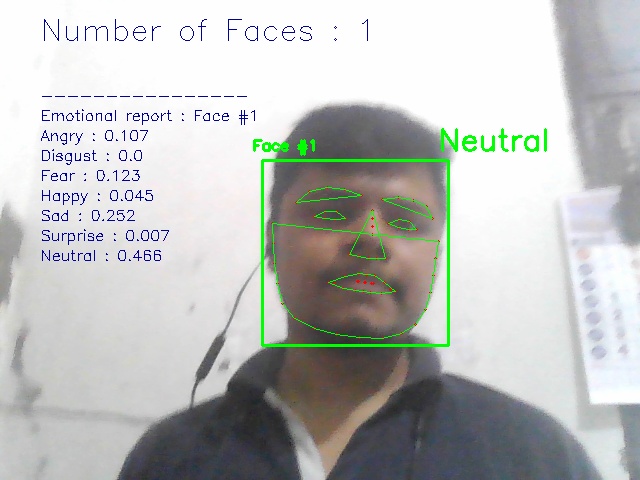 Number of Faces : 1
----------------
Emotional report : Face #1
Angry : 0.107
Disgust : 0.0
Fear : 0.123
Happy : 0.045
Sad : 0.252
Surprise : 0.007
Neutral : 0.466
Face #1
Neutral